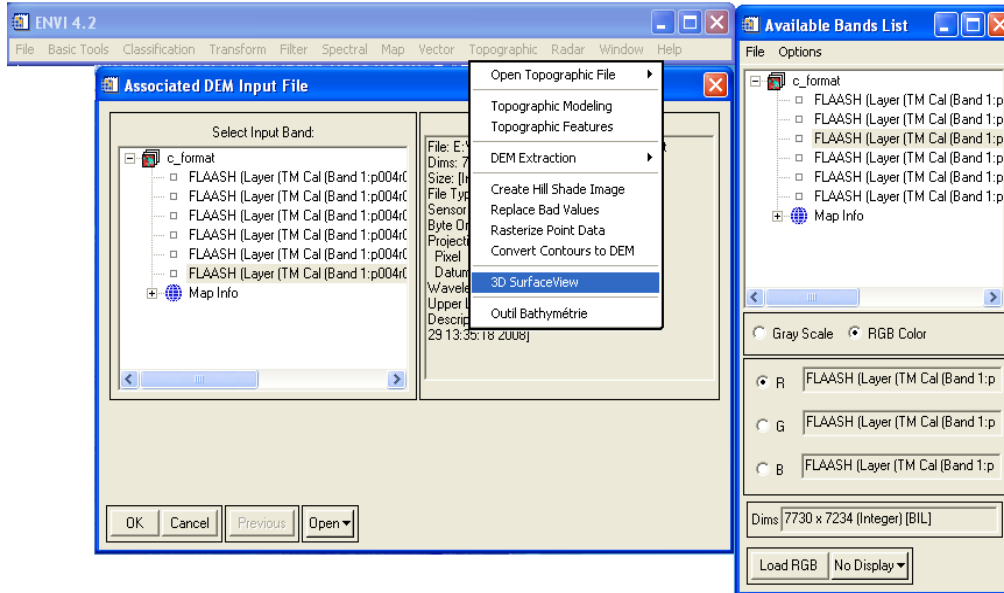 ENVI 4.2
File Basic Tools Classification Transform Filter Spectral Map Vector Topographic Radar Window Help
Associated DEM Input File
Select Input Band:
c_format
FLAASH (Layer (TM Cal (Band 1:p004r0
FLAASH (Layer (TM Cal (Band 1:p004r0
FLAASH (Layer (TM Cal (Band 1:p004r0
FLAASH (Layer (TM Cal (Band 1:p004r0
FLAASH (Layer (TM Cal (Band 1:p004r0
FLAASH (Layer (TM Cal (Band 1:p004r0
Map Info
File: E:
Dims: 7
Size: [
File Typ
Sensor
Byte Or
Projecti
Pixel
Datum
Wavele
Upper L
Descrip
29 13:35:18 2008]
OK Cancel Previous Open
Open Topographic File
Topographic Modeling
Topographic Features
DEM Extraction
Create Hill Shade Image
Replace Bad Values
Rasterize Point Data
Convert Contours to DEM
3D SurfaceView
Outil Bathymétrie
Available Bands List
File Options
c_format
FLAASH (Layer (TM Cal (Band 1:p
FLAASH (Layer (TM Cal (Band 1:p
FLAASH (Layer (TM Cal (Band 1:p
FLAASH (Layer (TM Cal (Band 1:p
FLAASH (Layer (TM Cal (Band 1:p
FLAASH (Layer (TM Cal (Band 1:p
Map Info
Gray Scale RGB Color
R FLAASH (Layer (TM Cal (Band 1:p
G FLAASH (Layer (TM Cal (Band 1:p
B FLAASH (Layer (TM Cal (Band 1:p
Dims 7730 x 7234 (Integer) [BIL]
Load RGB No Display